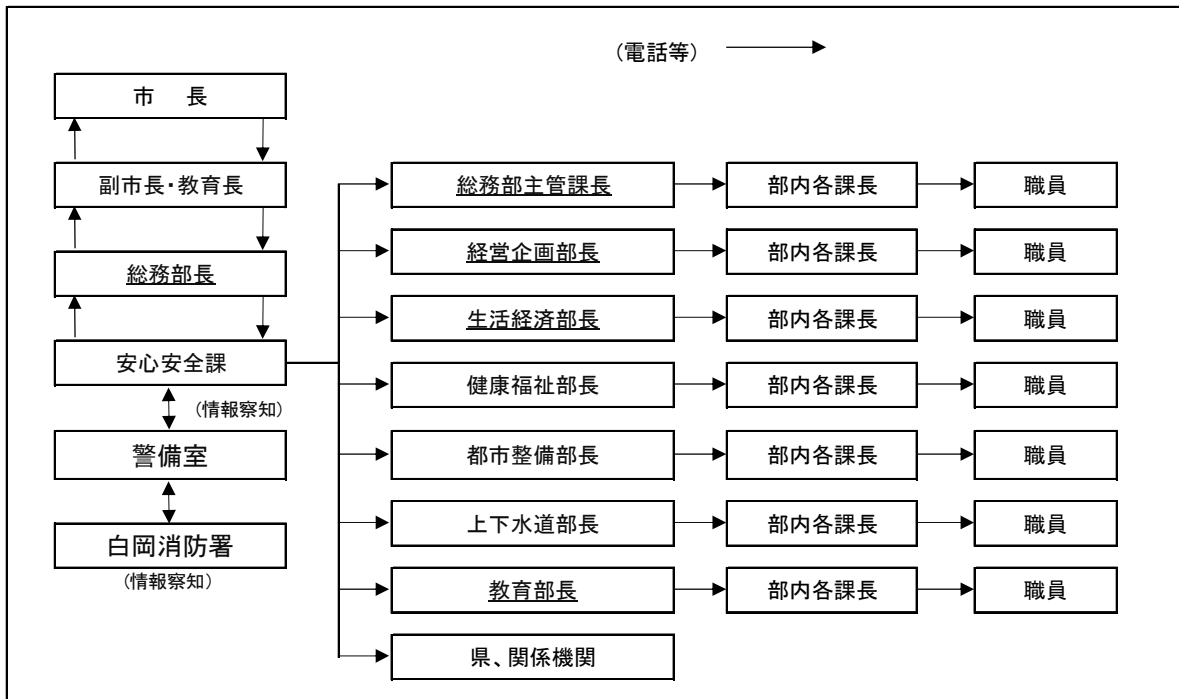 (電話等)
市 長
副市長・教育長
総務部長
安心安全課
(情報察知)
警備室
白岡消防署
(情報察知)
総務部主管課長 部内各課長 職員
経営企画部長 部内各課長 職員
生活経済部長 部内各課長 職員
健康福祉部長 部内各課長 職員
都市整備部長 部内各課長 職員
上下水道部長 部内各課長 職員
教育部長 部内各課長 職員
県、関係機関